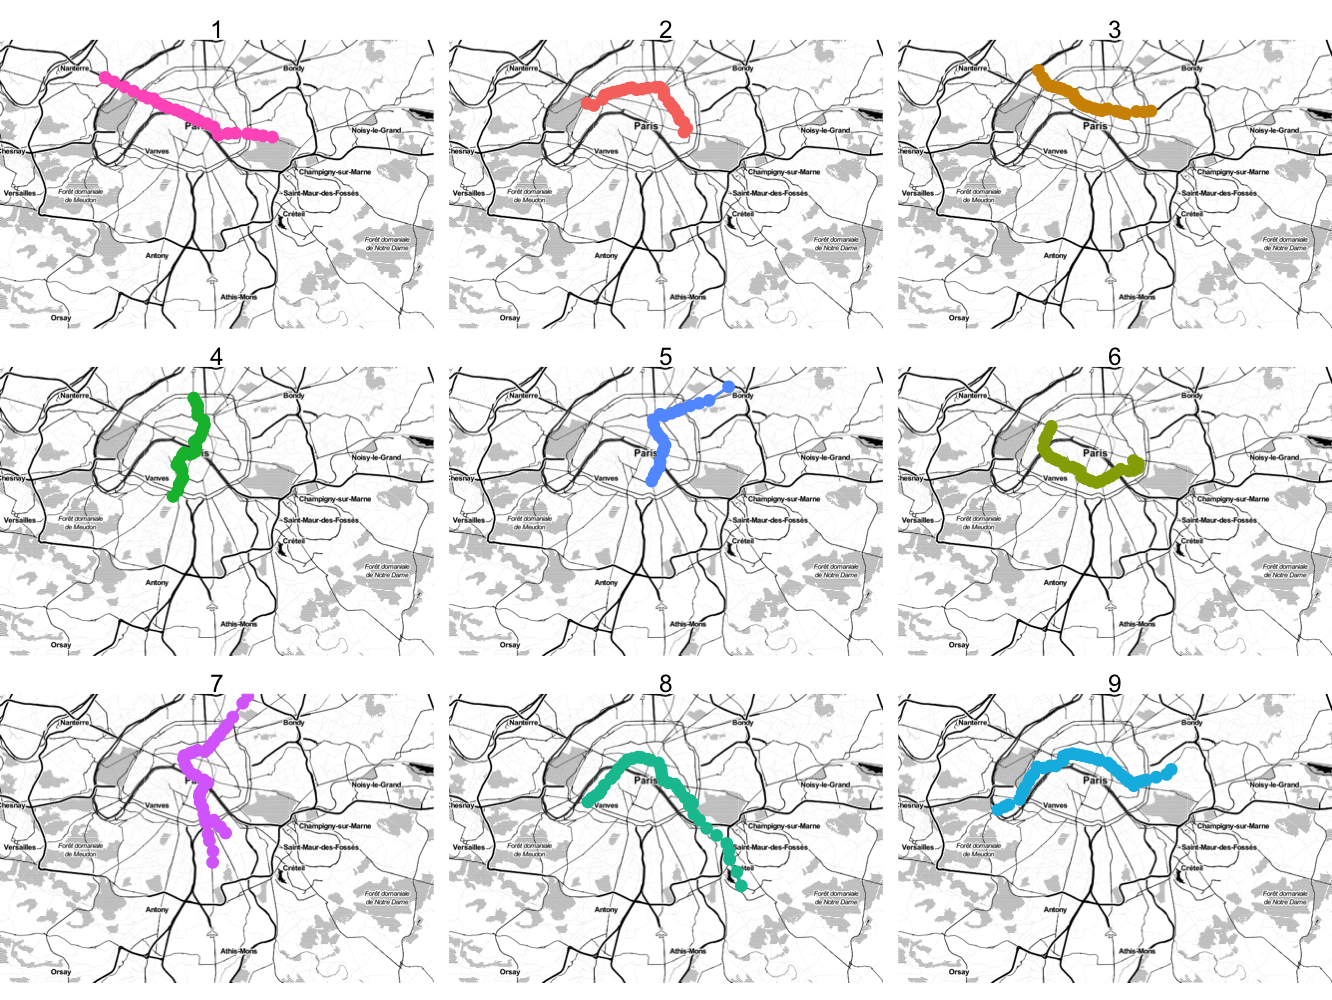 1
Nanterre
Bondy
Paris
Noisy-le-Grand
Chesnay
Vanves
Champigny-sur-Marne
Versailles
Forêt domaniale
de Meudon
Saint-Maur-des-Fossés
Créteil
Forêt domaniale
de Notre Dame
Antony
Athis-Mons
Orsay
2
Nanterre
Bondy
Paris
Noisy-le-Grand
Chesnay
Vanves
Champigny-sur-Marne
Versailles
Forêt domaniale
de Meudon
Saint-Maur-des-Fossés
Créteil
Forêt domaniale
de Notre Dame
Antony
Athis-Mons
Orsay
3
Nanterre
Bondy
Paris
Noisy-le-Grand
Chesnay
Vanves
Champigny-sur-Marne
Versailles
Forêt domaniale
de Meudon
Saint-Maur-des-Fossés
Créteil
Forêt domaniale
de Notre Dame
Antony
Athis-Mons
Orsay
4
Nanterre
Bondy
Paris
Noisy-le-Grand
Chesnay
Vanves
Champigny-sur-Marne
Versailles
Forêt domaniale
de Meudon
Saint-Maur-des-Fossés
Créteil
Forêt domaniale
de Notre Dame
Antony
Athis-Mons
Orsay
5
Nanterre
Bondy
Paris
Noisy-le-Grand
Chesnay
Vanves
Champigny-sur-Marne
Versailles
Forêt domaniale
de Meudon
Saint-Maur-des-Fossés
Créteil
Forêt domaniale
de Notre Dame
Antony
Athis-Mons
Orsay
6
Nanterre
Bondy
Paris
Noisy-le-Grand
Chesnay
Vanves
Champigny-sur-Marne
Versailles
Forêt domaniale
de Meudon
Saint-Maur-des-Fossés
Créteil
Forêt domaniale
de Notre Dame
Antony
Athis-Mons
Orsay
7
Nanterre
Bondy
Pa
Noisy-le-Grand
Chesnay
Vanves
Champigny-sur-Marne
Versailles
Forêt domaniale
de Meudon
Saint-Maur-des-Fossés
Créteil
Forêt domaniale
de Notre Dame
Antony
Athis-Mons
Orsay
8
Nanterre
Bondy
Paris
Noisy-le-Grand
Chesnay
Vanves
Champigny-sur-Marne
Versailles
Forêt domaniale
de Meudon
Saint-Maur-des-Fossés
Créteil
Forêt domaniale
de Notre Dame
Antony
Athis-Mons
Orsay
9
Nanterre
Bondy
Paris
Noisy-le-Grand
Chesnay
Vanves
Champigny-sur-Marne
Versailles
Forêt domaniale
de Meudon
Saint-Maur-des-Fossés
Créteil
Forêt domaniale
de Notre Dame
Antony
Athis-Mons
Orsay